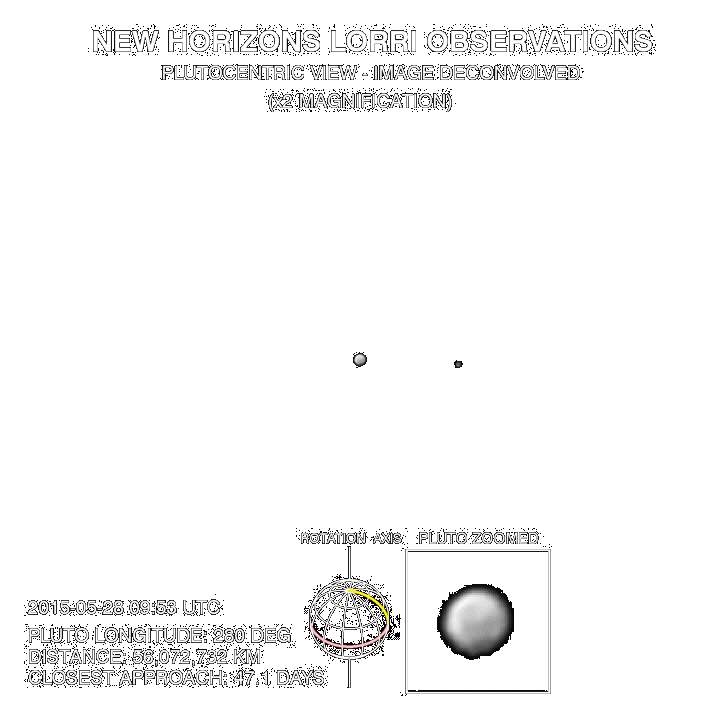 NEW HORIZONS LORRI OBSERVATIONS
PLUTOCENTRIC VIEW - IMAGE DECONVOLVED
(X2 MAGNIFICATION)
ROTATION AXIS
PLUTO ZOOMED
2015-05-28 09:53 UTC
PLUTO LONGITUDE: 280 DEG
DISTANCE: 56,072,732 KM
CLOSEST APPROACH: 47.1 DAYS